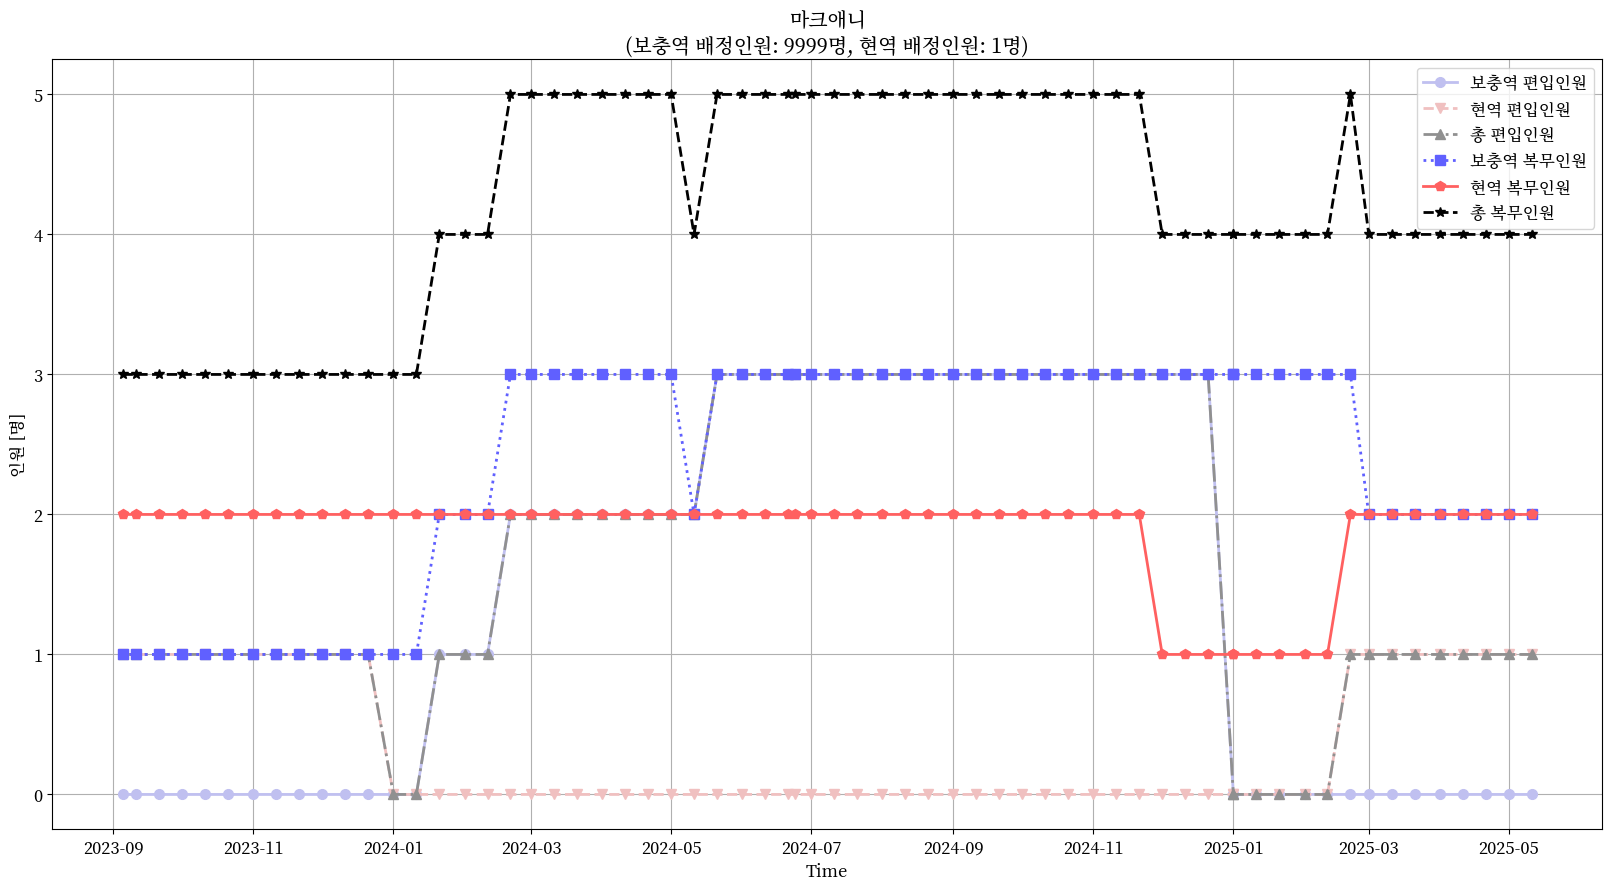 마크애니
(보충역 배정인원: 9999명, 현역 배정인원: 1명)
보충역 편입인원
현역 편입인원
총 편입인원
보충역 복무인원
현역 복무인원
총 복무인원
인원 [명]
5
4
3
2
1
0
2023-09 2023-11 2024-01 2024-03 2024-05 2024-07 2024-09 2024-11 2025-01 2025-03 2025-05
Time